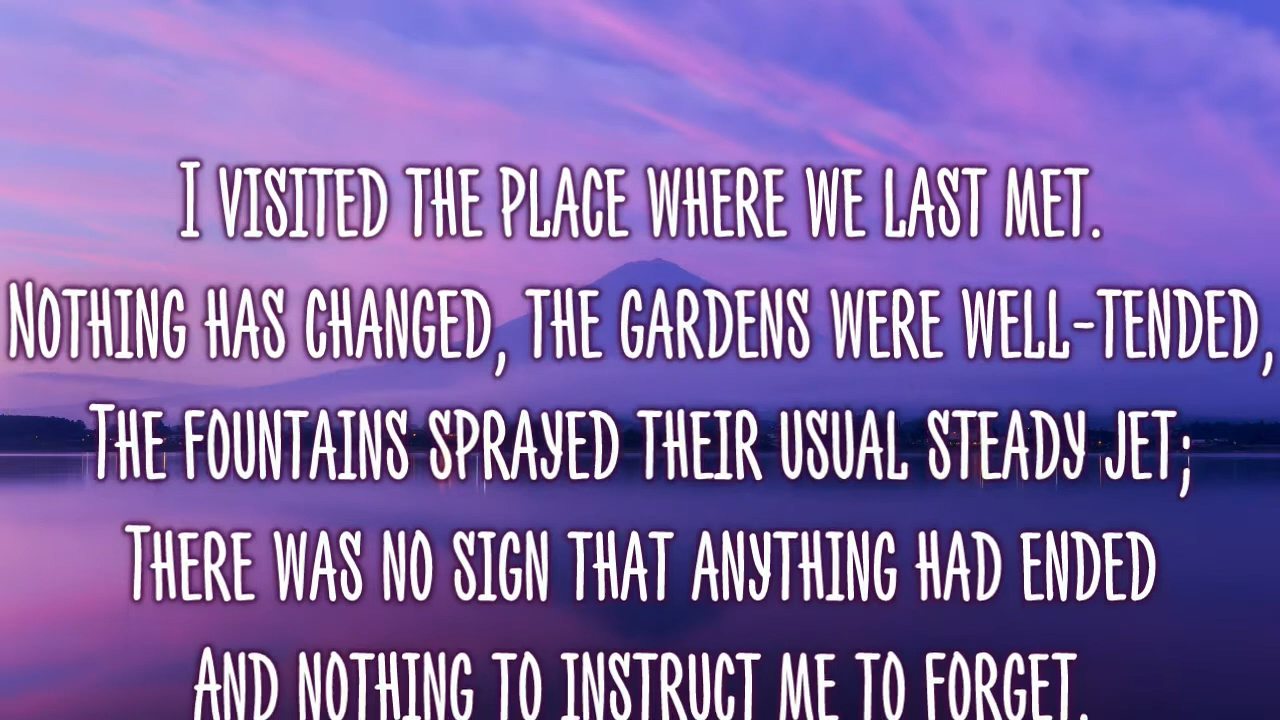 I visited the place where we last met.
Nothing has changed, the gardens were well-tended,
The fountains sprayed their usual steady jet;
There was no sign that anything had ended
And nothing to instruct me to forget.